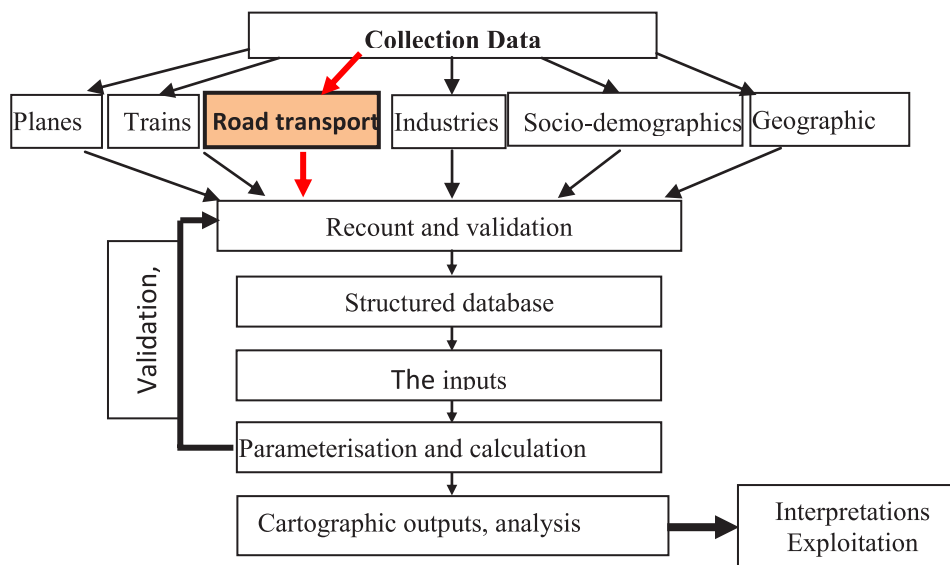 Collection Data
Planes
Trains
Road transport
Industries
Socio-demographics
Geographic
Recount and validation
Validation,
Structured database
The inputs
Parameterisation and calculation
Cartographic outputs, analysis
Interpretations
Exploitation